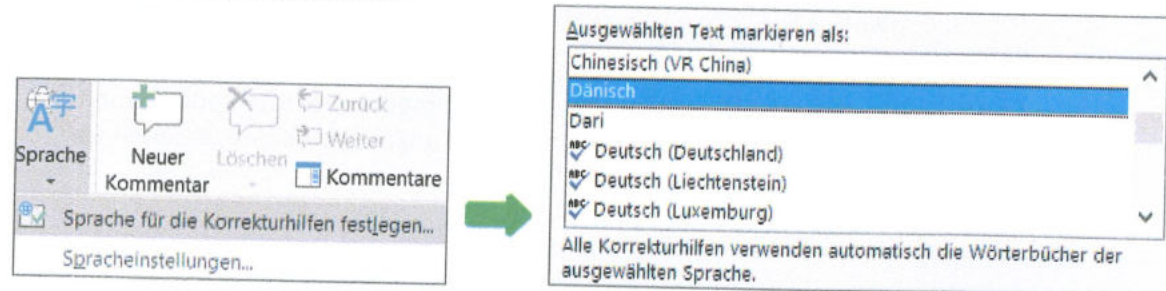 Sprache
Neuer
Kommentar
Löschen
Zurück
Weiter
Kommentare
Sprache für die Korrekturhilfen festlegen...
Spracheinstellungen...
Ausgewählten Text markieren als:
Chinesisch (VR China)
Dänisch
Dari
Deutsch (Deutschland)
Deutsch (Liechtenstein)
Deutsch (Luxemburg)
Alle Korrekturhilfen verwenden automatisch die Wörterbücher der
ausgewählten Sprache.